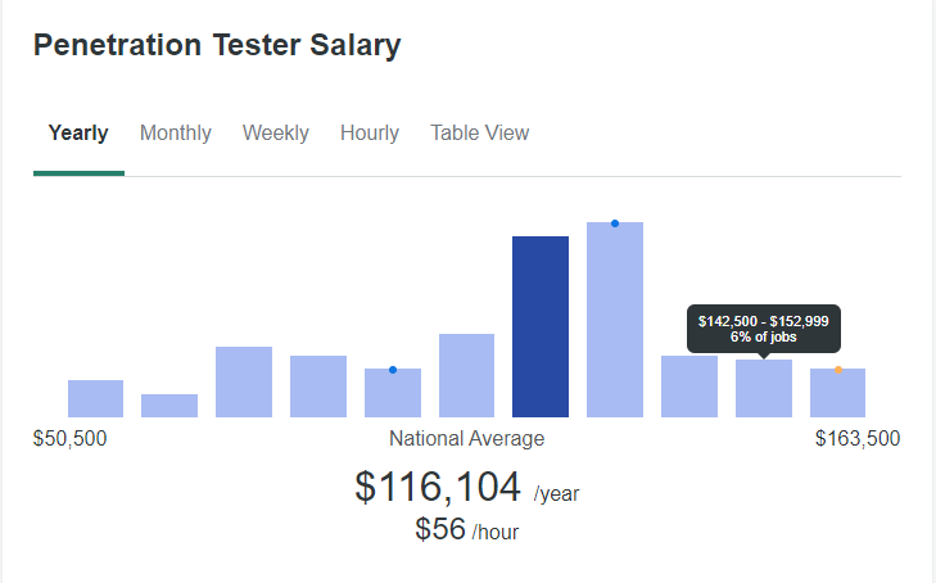 Penetration Tester Salary
Yearly Monthly Weekly Hourly Table View
$142,500 - $152,999
6% of jobs
$50,500 National Average $163,500
$116,104 /year
$56 /hour